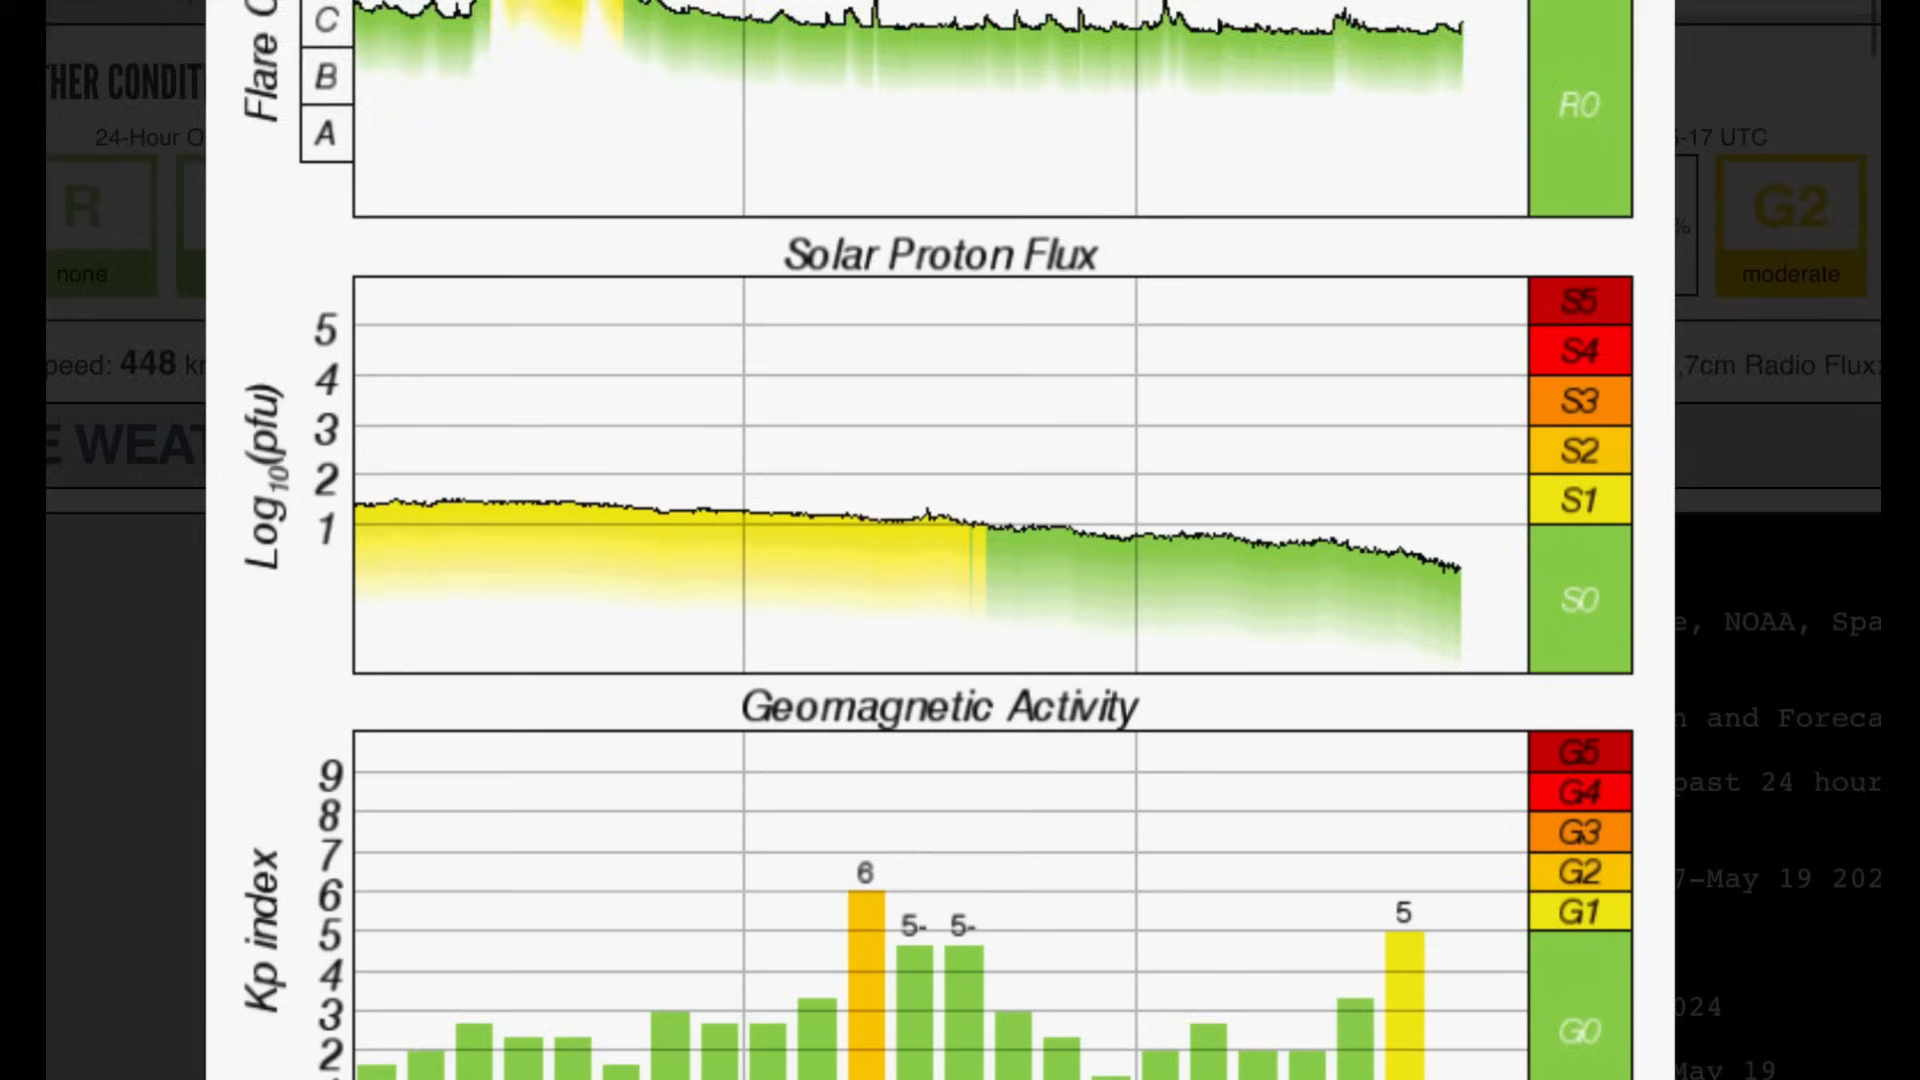 Flare C
C
B
A
R0
THER CONDIT
24-Hour O
R
none
-17 UTC
%
G2
moderate
Solar Proton Flux
Log10(pfu)
5
4
3
2
1
S5
S4
S3
S2
S1
S0
peed: 448 k
,7cm Radio Flux:
E WEAT
e, NOAA, Spa
n and Foreca
past 24 hour
7-May 19 202
024
May 19
Geomagnetic Activity
Kp index
9
8
7
6
5
4
3
2
6
5-
5-
5
G5
G4
G3
G2
G1
G0